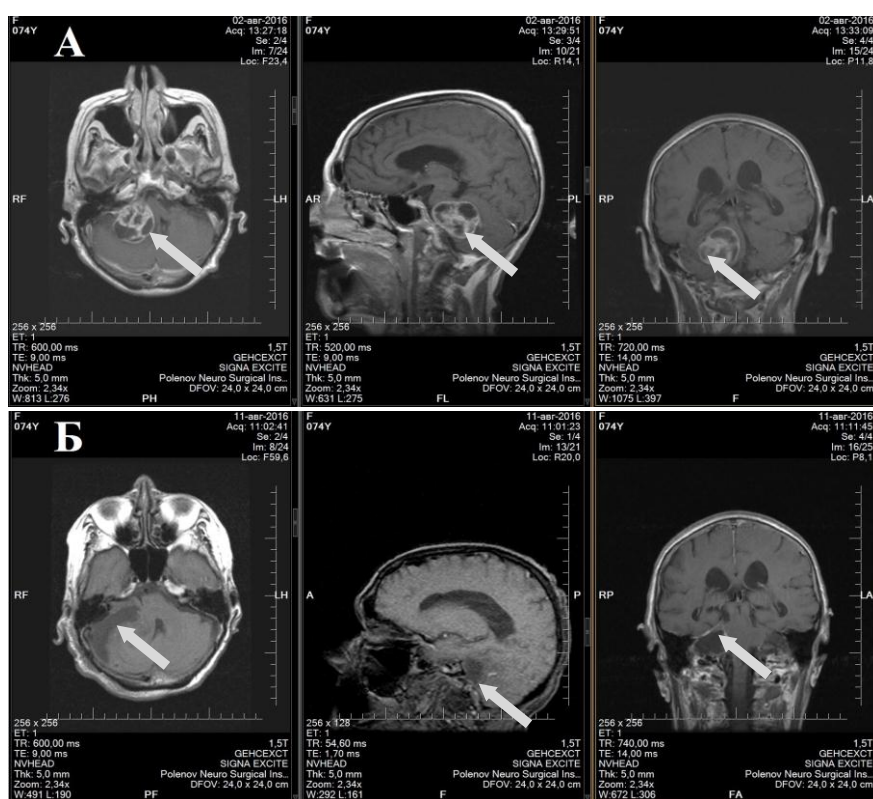 А
F
074Y
02-авг-2016
Acq: 13:27:18
Se: 2/4
Im: 7/24
Loc: F23,4
RF
LH
256 x 256
ET: 1
TR: 600,00 ms
TE: 9,00 ms
NVHEAD
Thk: 5,0 mm
Zoom: 2,34x
W:813 L:276
PH
1,5T
GEHCEXCT
SIGNA EXCITE
Polenov Neuro Surgical Ins...
DFOV: 24,0 x 24,0 cm
F
074Y
02-авг-2016
Acq: 13:29:51
Se: 3/4
Im: 10/21
Loc: R14,1
AR
PL
256 x 256
ET: 1
TR: 520,00 ms
TE: 9,00 ms
NVHEAD
Thk: 5,0 mm
Zoom: 2,34x
W:631 L:275
FL
1,5T
GEHCEXCT
SIGNA EXCITE
Polenov Neuro Surgical Ins..
DFOV: 24,0 x 24,0 cm
F
074Y
02-авг-2016
Acq: 13:33:09
Se: 4/4
Im: 15/24
Loc: P11,8
RP
LA
256 x 256
ET: 1
TR: 720,00 ms
TE: 14,00 ms
NVHEAD
Thk: 5,0 mm
Zoom: 2,34x
W:1075 L:397
F
1,5T
GEHCEXCT
SIGNA EXCITE
Polenov Neuro Surgical Ins..
DFOV: 24,0 x 24,0 cm
Б
F
074Y
11-авг-2016
Acq: 11:02:41
Se: 2/4
Im: 8/24
Loc: F59,6
RF
LH
256 x 256
ET: 1
TR: 600,00 ms
TE: 9,00 ms
NVHEAD
Thk: 5,0 mm
Zoom: 2,34x
W:491 L:190
PF
1,5T
GEHCEXCT
SIGNA EXCITE
Polenov Neuro Surgical Ins..
DFOV: 24,0 x 24,0 cm
F
074Y
11-авг-2016
Acq: 11:01:23
Se: 1/4
Im: 13/21
Loc: R20,0
A
P
256 x 128
ET: 1
TR: 54,60 ms
TE: 1,70 ms
NVHEAD
Thk: 5,0 mm
Zoom: 2,34x
W:292 L:161
F
1,5T
GEHCEXCT
SIGNA EXCITE
Polenov Neuro Surgical Ins..
DFOV: 24,0 x 24,0 cm
F
074Y
11-авг-2016
Acq: 11:11:45
Se: 4/4
Im: 16/25
Loc: P8,1
RP
LA
256 x 256
ET: 1
TR: 740,00 ms
TE: 14,00 ms
NVHEAD
Thk: 5,0 mm
Zoom: 2,34x
W:672 L:306
FA
1,5T
GEHCEXCT
SIGNA EXCITE
Polenov Neuro Surgical Ins..
DFOV: 24,0 x 24,0 cm